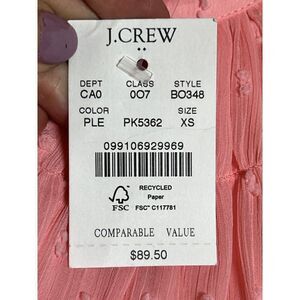 J.CREW
DEPT CLASS STYLE
CA0 007 BO348
COLOR SIZE
PLE PK5362 XS
099106929969
FSC
RECYCLED
Paper
FSC® C117781
COMPARABLE VALUE
$89.50